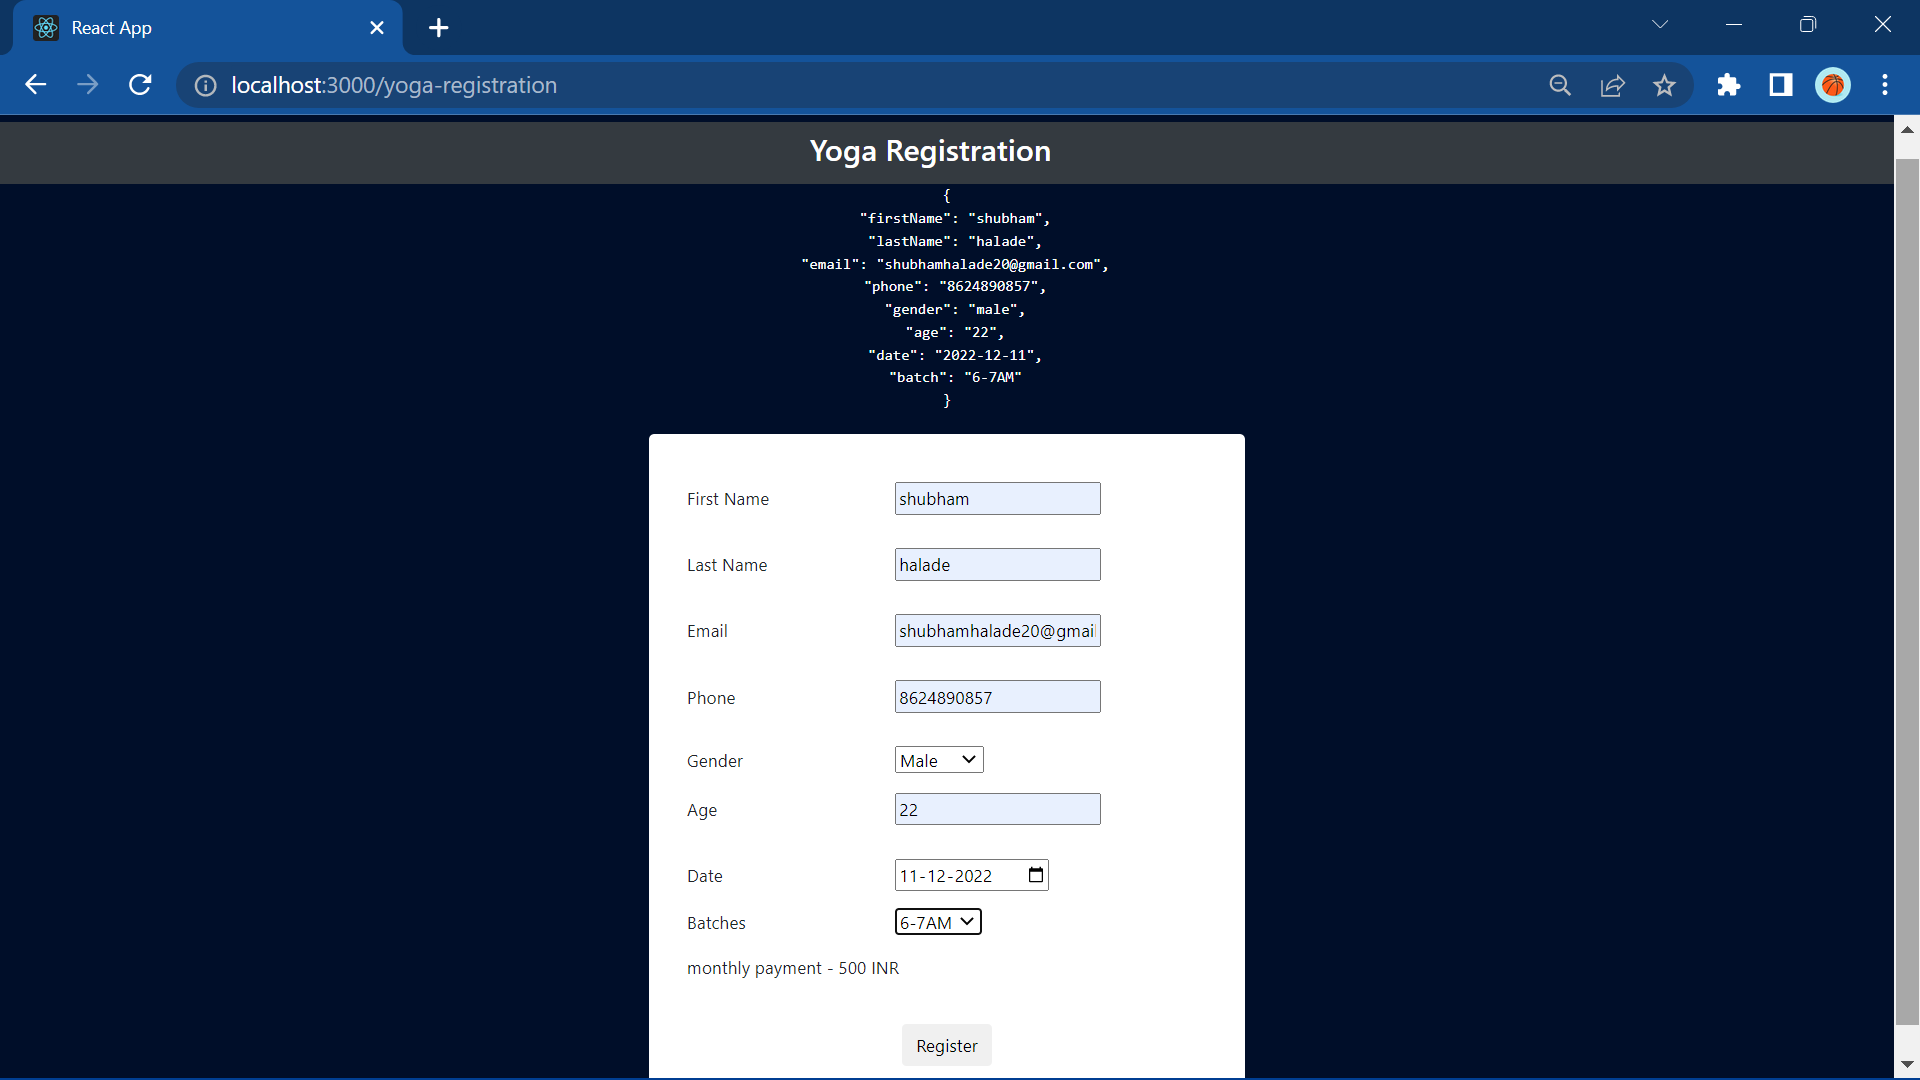 React App
localhost:3000/yoga-registration
Yoga Registration
{
"firstName": "shubham",
"lastName": "halade",
"email": "shubhamhalade20@gmail.com",
"phone": "8624890857",
"gender": "male",
"age": "22",
"date": "2022-12-11",
"batch": "6-7AM"
}
First Name shubham
Last Name halade
Email shubhamhalade20@gmail
Phone 8624890857
Gender Male
Age 22
Date 11-12-2022
Batches 6-7AM
monthly payment - 500 INR
Register